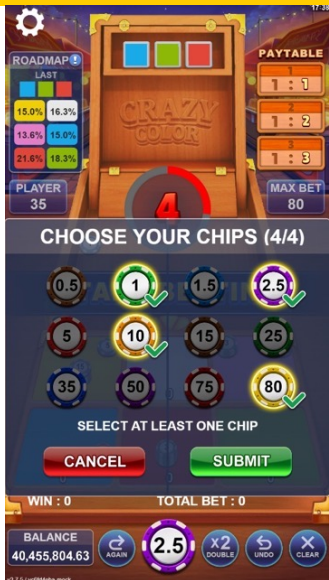 17:38
ROADMAP!
LAST
15.0% 16.3%
13.6% 15.0%
21.6% 18.3%
CRAZY
COLOR
PAYTABLE
1
1 : 1
2
1 : 2
3
1 : 3
PLAYER
35
4
MAX BET
80
CHOOSE YOUR CHIPS (4/4)
0.5 1 1.5 2.5
5 10 15 25
35 50 75 80
SELECT AT LEAST ONE CHIP
CANCEL SUBMIT
WIN : 0 TOTAL BET : 0
BALANCE
40,455,804.63
AGAIN
2.5
X2
DOUBLE
UNDO
CLEAR